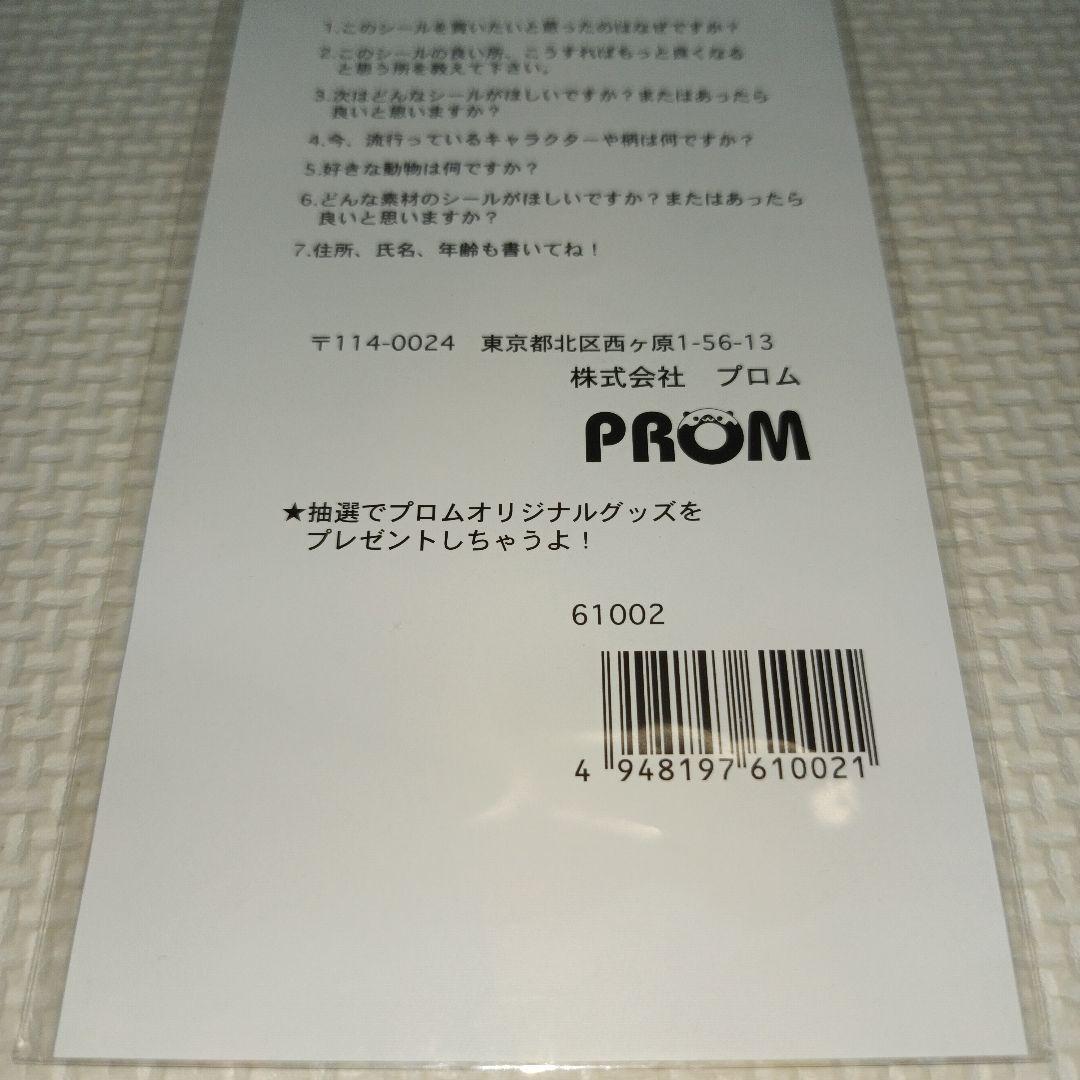 1.このシールを買いたいと思ったのはなぜですか？
2.このシールの良い所、こうすればもっと良くなる
と思う所を教えて下さい。
3.次はどんなシールがほしいですか？またはあったら
良いと思いますか？
4.今、流行っているキャラクターや柄は何ですか？
5.好きな動物は何ですか？
6.どんな素材のシールがほしいですか？またはあったら
良いと思いますか？
7.住所、氏名、年齢も書いてね！
〒114-0024　東京都北区西ヶ原1-56-13
株式会社　プロム
PROM
★抽選でプロムオリジナルグッズを
プレゼントしちゃうよ！
61002
4 948197 610021